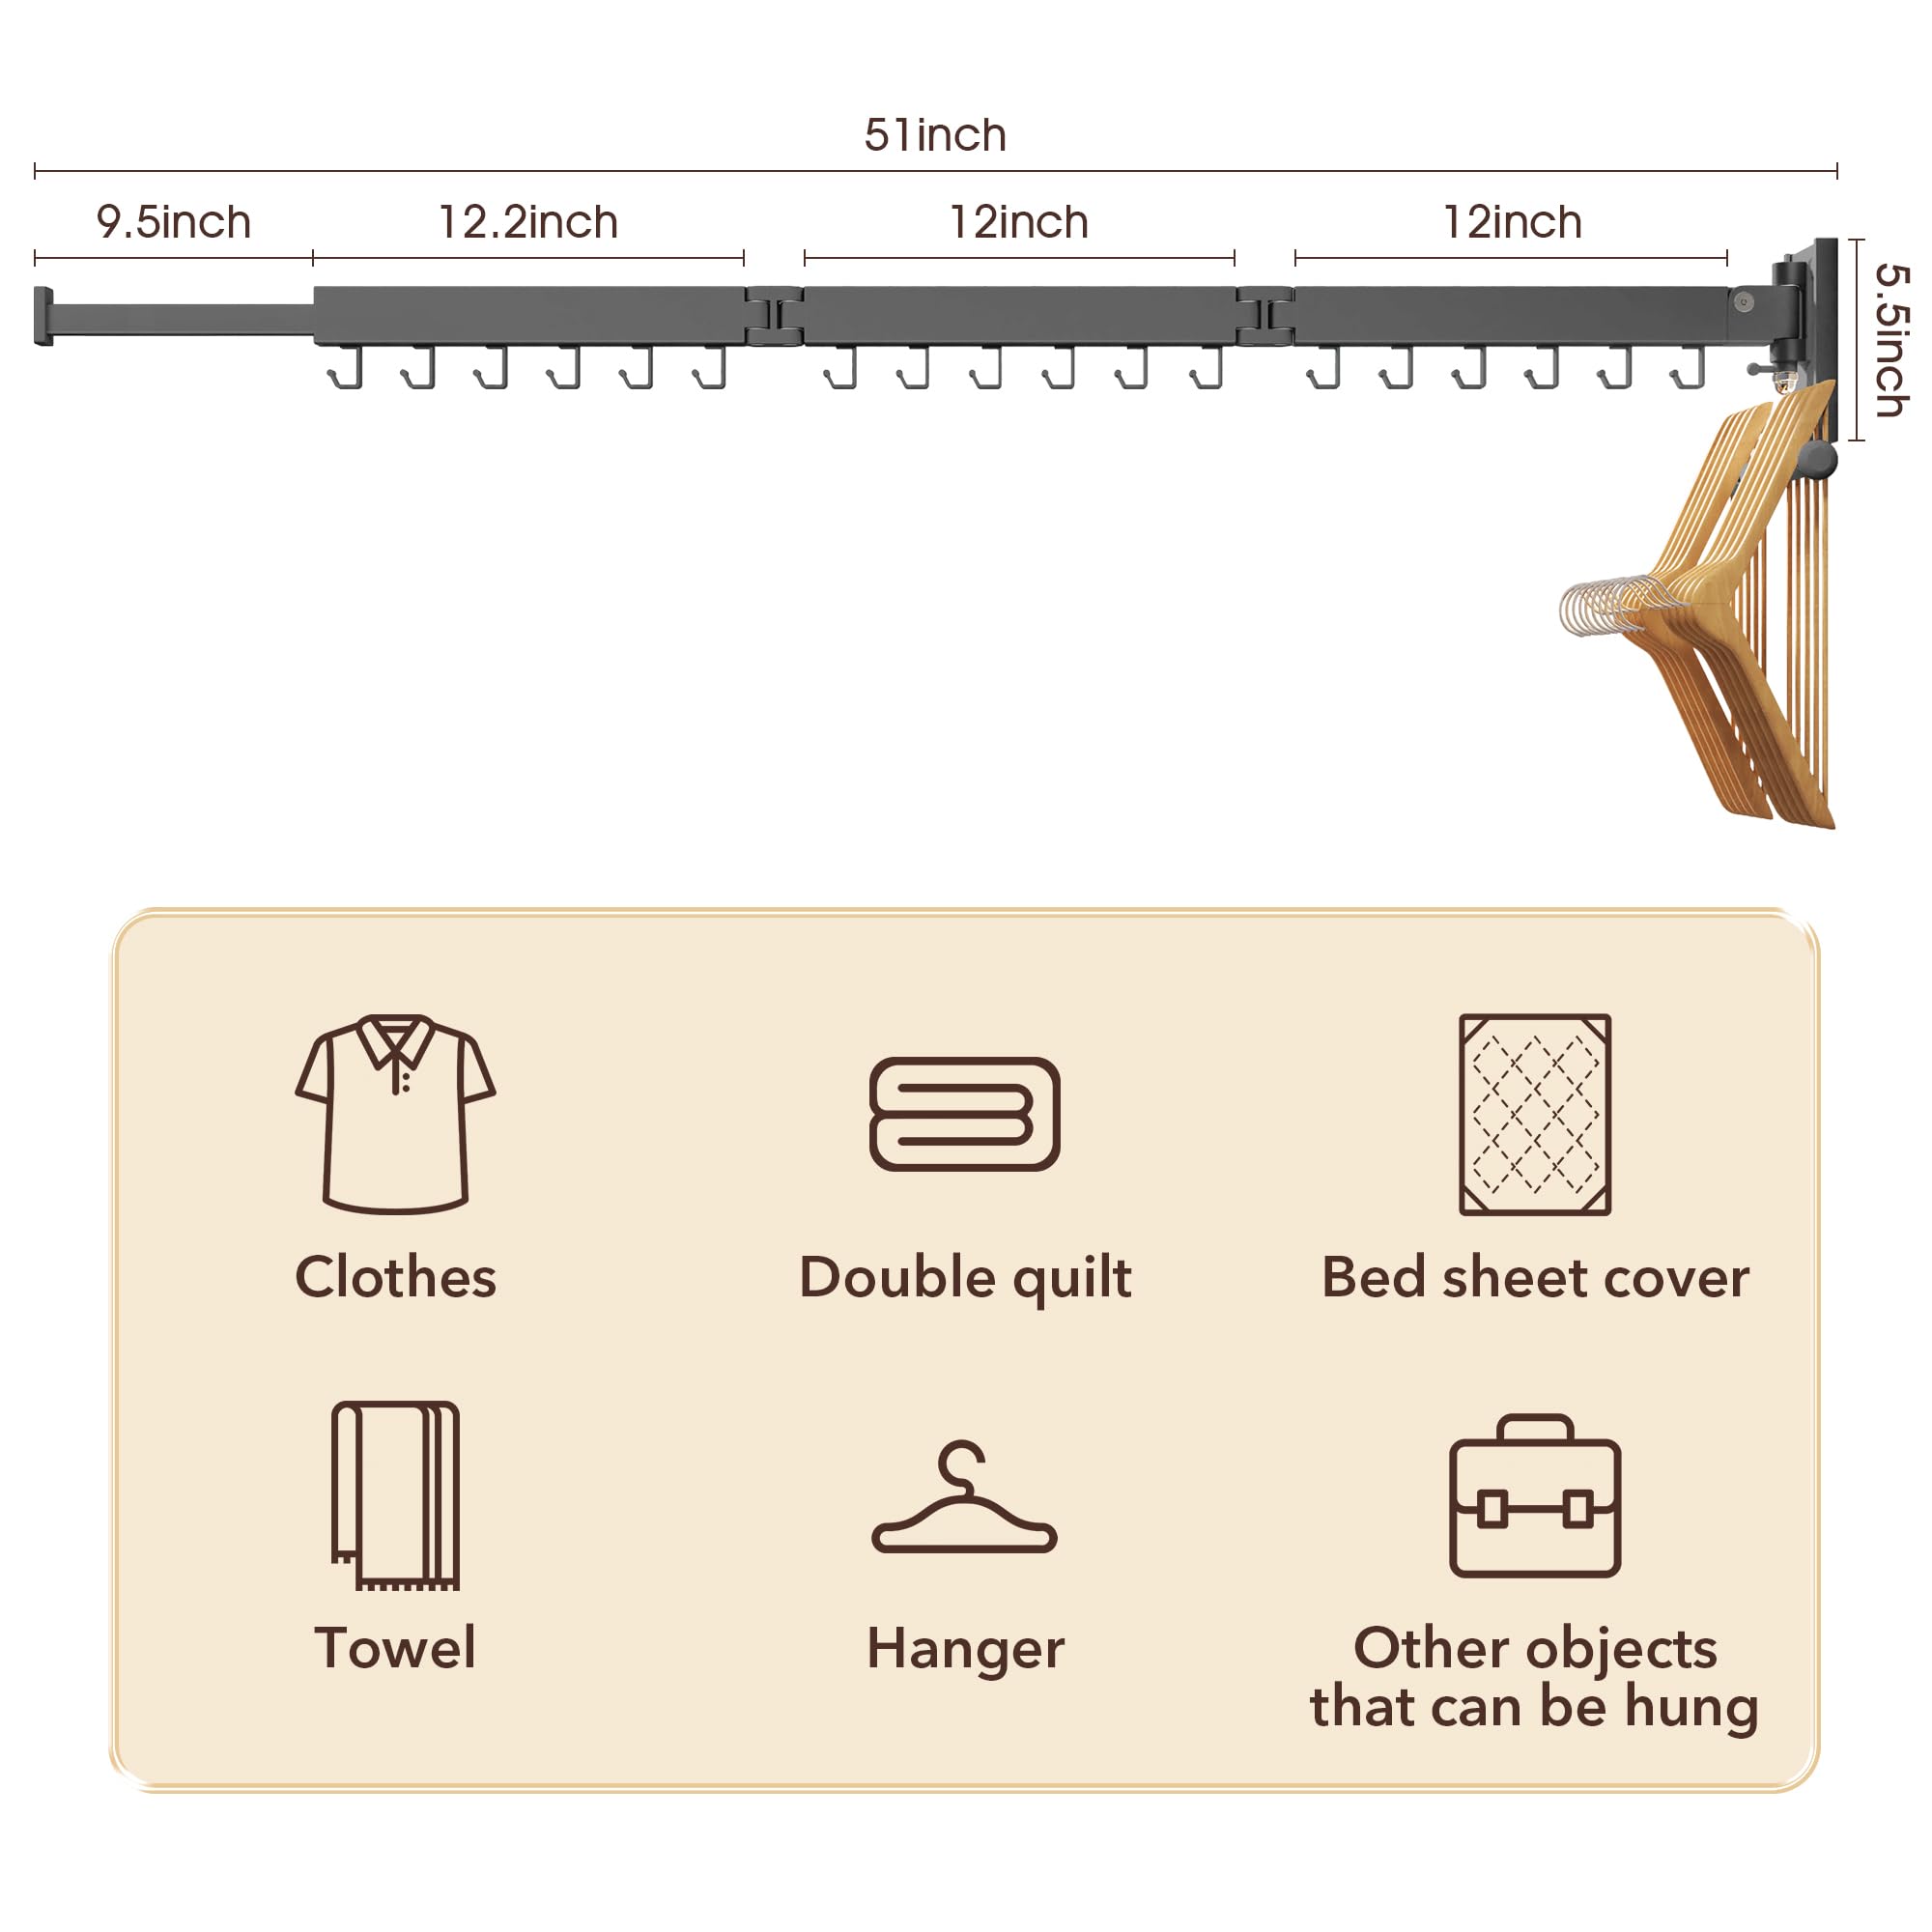 51inch
9.5inch
12.2inch
12inch
12inch
5.5inch
Clothes
Double quilt
Bed sheet cover
Towel
Hanger
Other objects
that can be hung